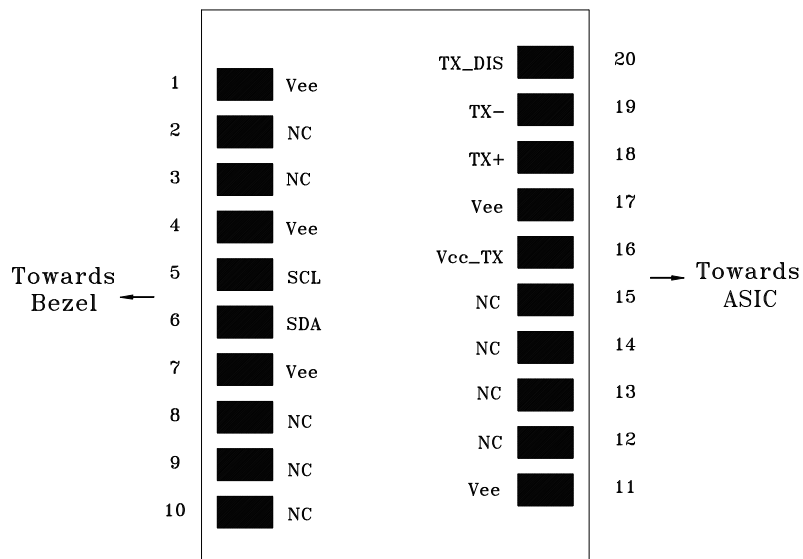 1 Vee
2 NC
3 NC
4 Vee
5 SCL
6 SDA
7 Vee
8 NC
9 NC
10 NC
Towards
Bezel
TX_DIS 20
TX- 19
TX+ 18
Vee 17
Vcc_TX 16
NC 15
NC 14
NC 13
NC 12
Vee 11
Towards
ASIC